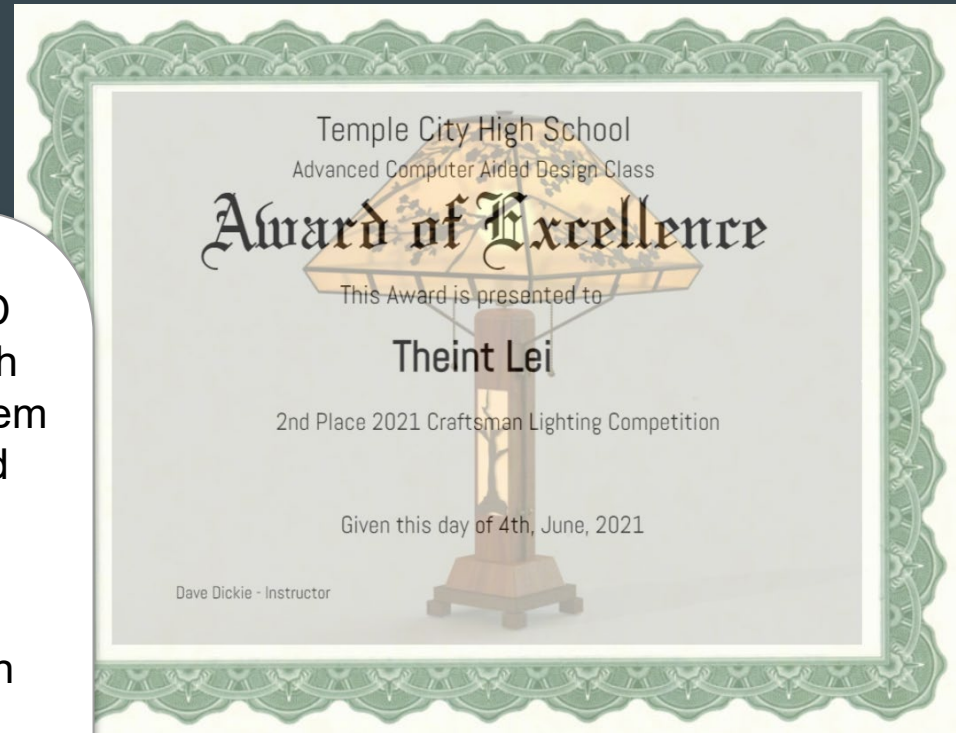 Temple City High School
Advanced Computer Aided Design Class
Award of Excellence
This Award is presented to
Theint Lei
2nd Place 2021 Craftsman Lighting Competition
Given this day of 4th, June, 2021
Dave Dickie - Instructor